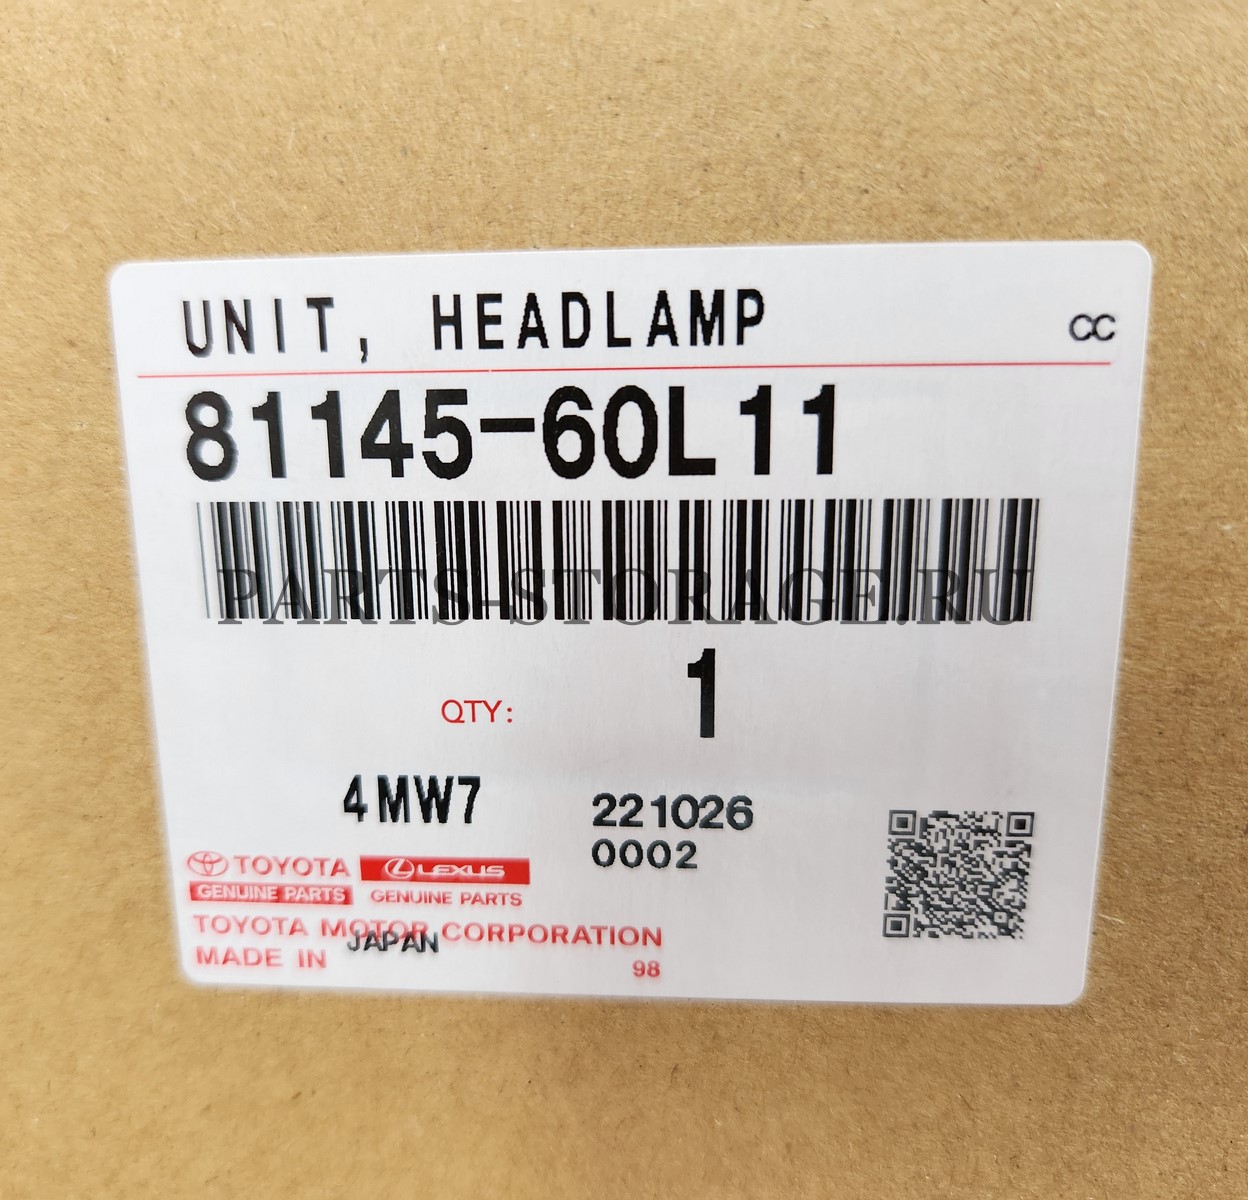 UNIT, HEADLAMP
CC
81145-60L11
PARTS-STORAGE.RU
QTY: 1
4MW7
221026
0002
TOYOTA
GENUINE PARTS
LEXUS
GENUINE PARTS
TOYOTA MOTOR CORPORATION
MADE IN JAPAN
98